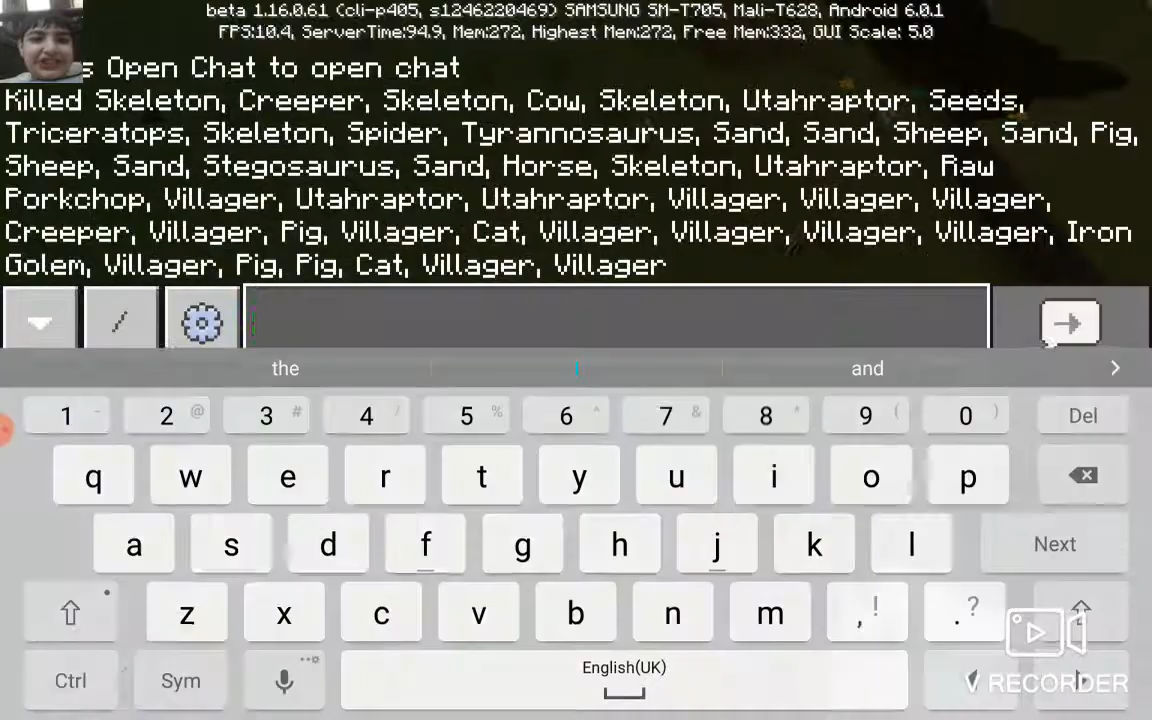 beta 1.16.0.61 (cli-p405, s1246220469) SAMSUNG SM-T705, Mali-T628, Android 6.0.1
FPS:10.4, ServerTime:94.9, Mem:272, Highest Mem:272, Free Mem:332, GUI Scale: 5.0
s Open Chat to open chat
Killed Skeleton, Creeper, Skeleton, Cow, Skeleton, Utahraptor, Seeds,
Triceratops, Skeleton, Spider, Tyrannosaurus, Sand, Sand, Sheep, Sand, Pig,
Sheep, Sand, Stegosaurus, Sand, Horse, Skeleton, Utahraptor, Raw
Porkchop, Villager, Utahraptor, Utahraptor, Villager, Villager, Villager,
Creeper, Villager, Pig, Villager, Cat, Villager, Villager, Villager, Villager, Iron
Golem, Villager, Pig, Pig, Cat, Villager, Villager
/
the I and >
1 - 2 @ 3 # 4 / 5 % 6 ^ 7 & 8 * 9 ( 0 ) Del
q w e r t y u i o p
a s d f g h j k l Next
z x c v b n m , ! . ?
Ctrl Sym English(UK)
V RECORDER